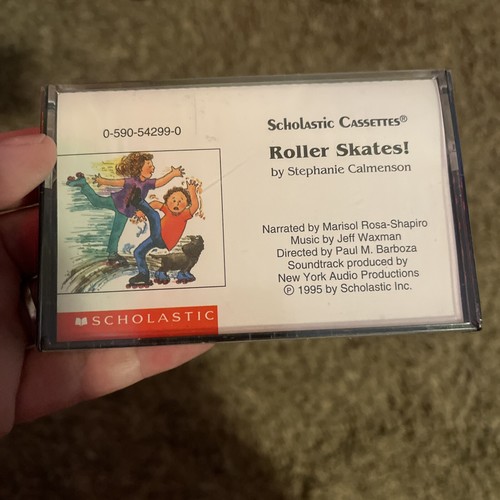 0-590-54299-0
SCHOLASTIC
Scholastic Cassettes®
Roller Skates!
by Stephanie Calmenson
Narrated by Marisol Rosa-Shapiro
Music by Jeff Waxman
Directed by Paul M. Barboza
Soundtrack produced by
New York Audio Productions
℗ 1995 by Scholastic Inc.